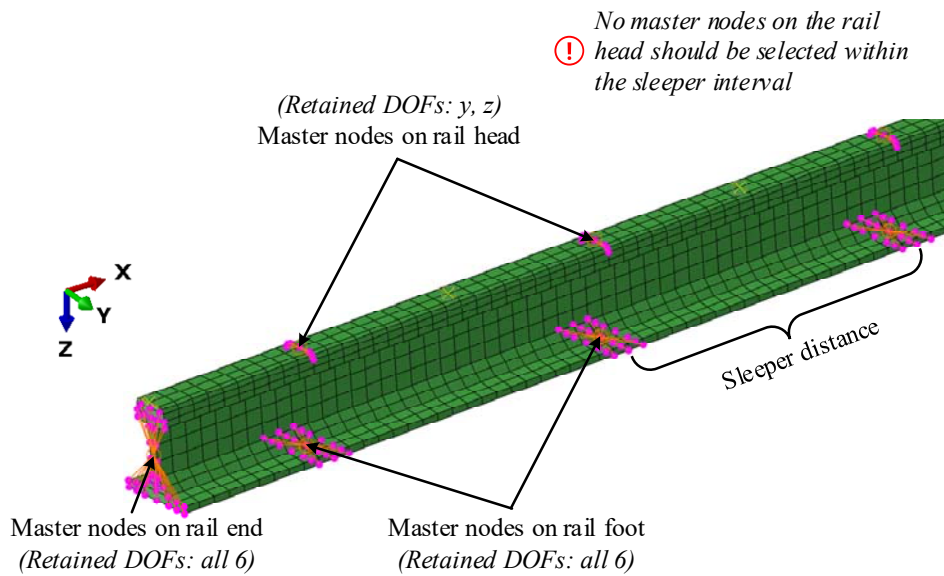 No master nodes on the rail
! head should be selected within
the sleeper interval
(Retained DOFs: y, z)
Master nodes on rail head
X
Y
Z
Sleeper distance
Master nodes on rail end
(Retained DOFs: all 6)
Master nodes on rail foot
(Retained DOFs: all 6)